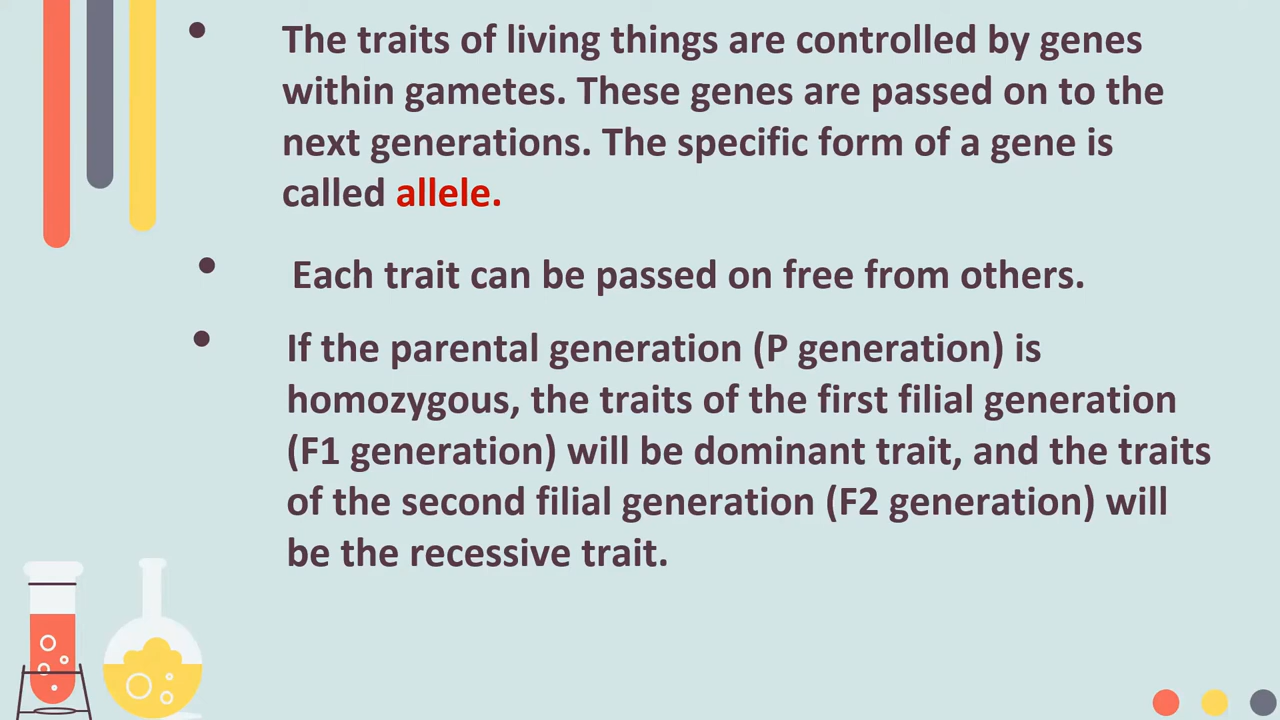 • The traits of living things are controlled by genes
within gametes. These genes are passed on to the
next generations. The specific form of a gene is
called allele.
• Each trait can be passed on free from others.
• If the parental generation (P generation) is
homozygous, the traits of the first filial generation
(F1 generation) will be dominant trait, and the traits
of the second filial generation (F2 generation) will
be the recessive trait.